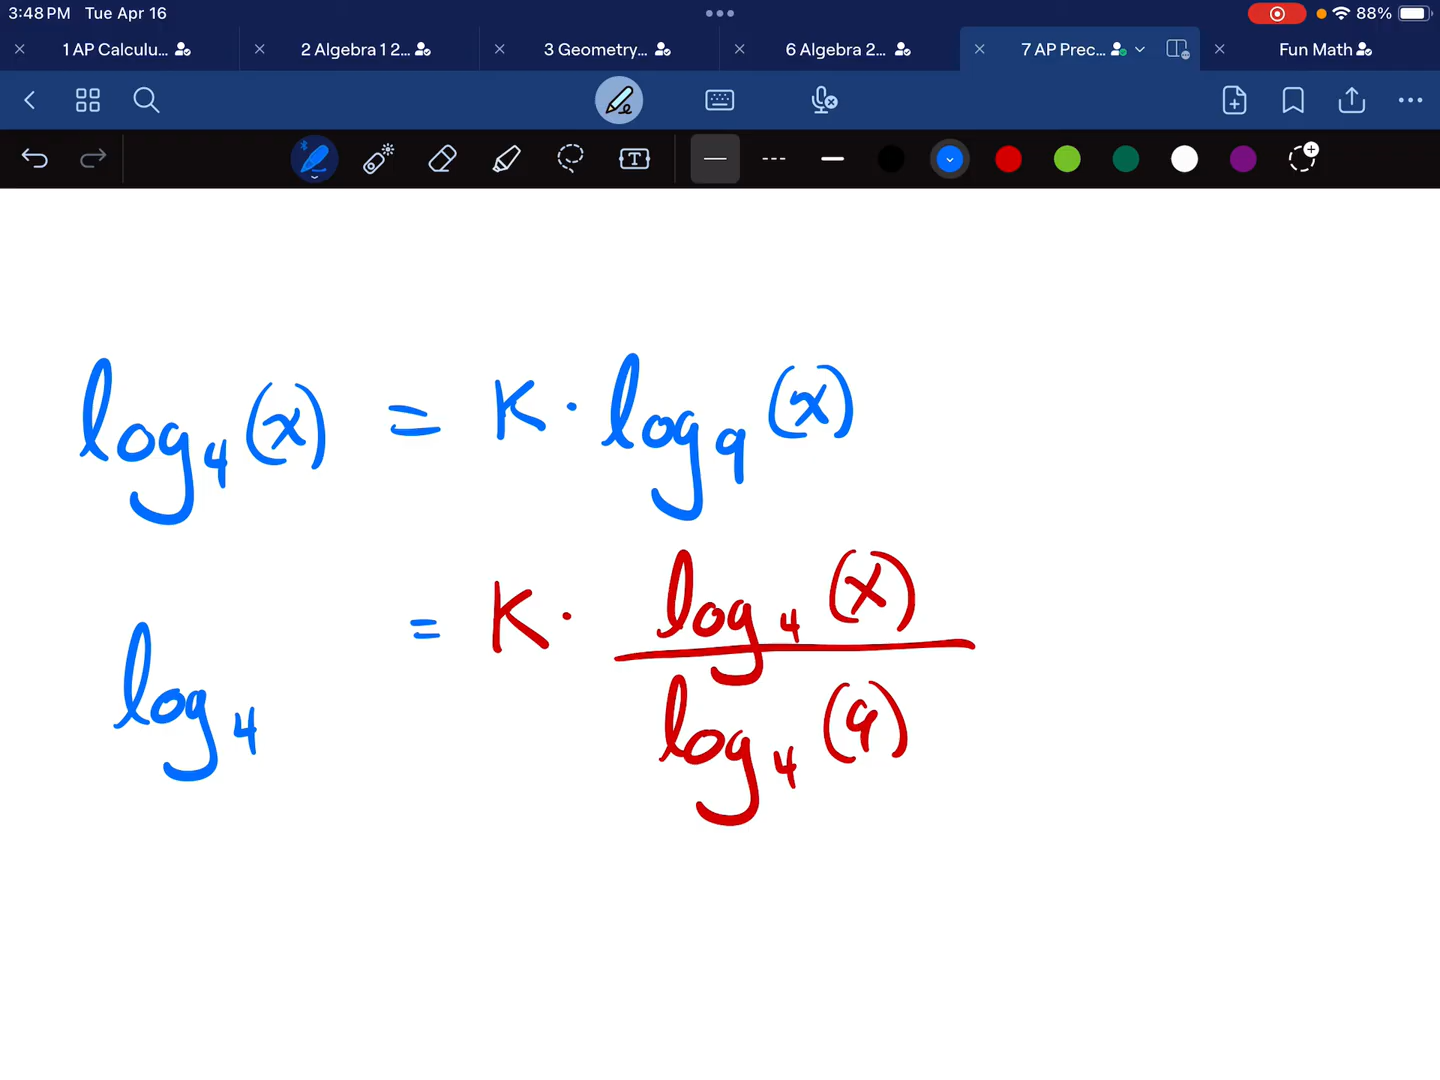 3:48 PM Tue Apr 16 88%
1 AP Calculu... 2 Algebra 1 2... 3 Geometry... 6 Algebra 2... 7 AP Prec... Fun Math
T
log₄(x) = K · log₉(x)
log₄ = K · log₄(x) / log₄(9)